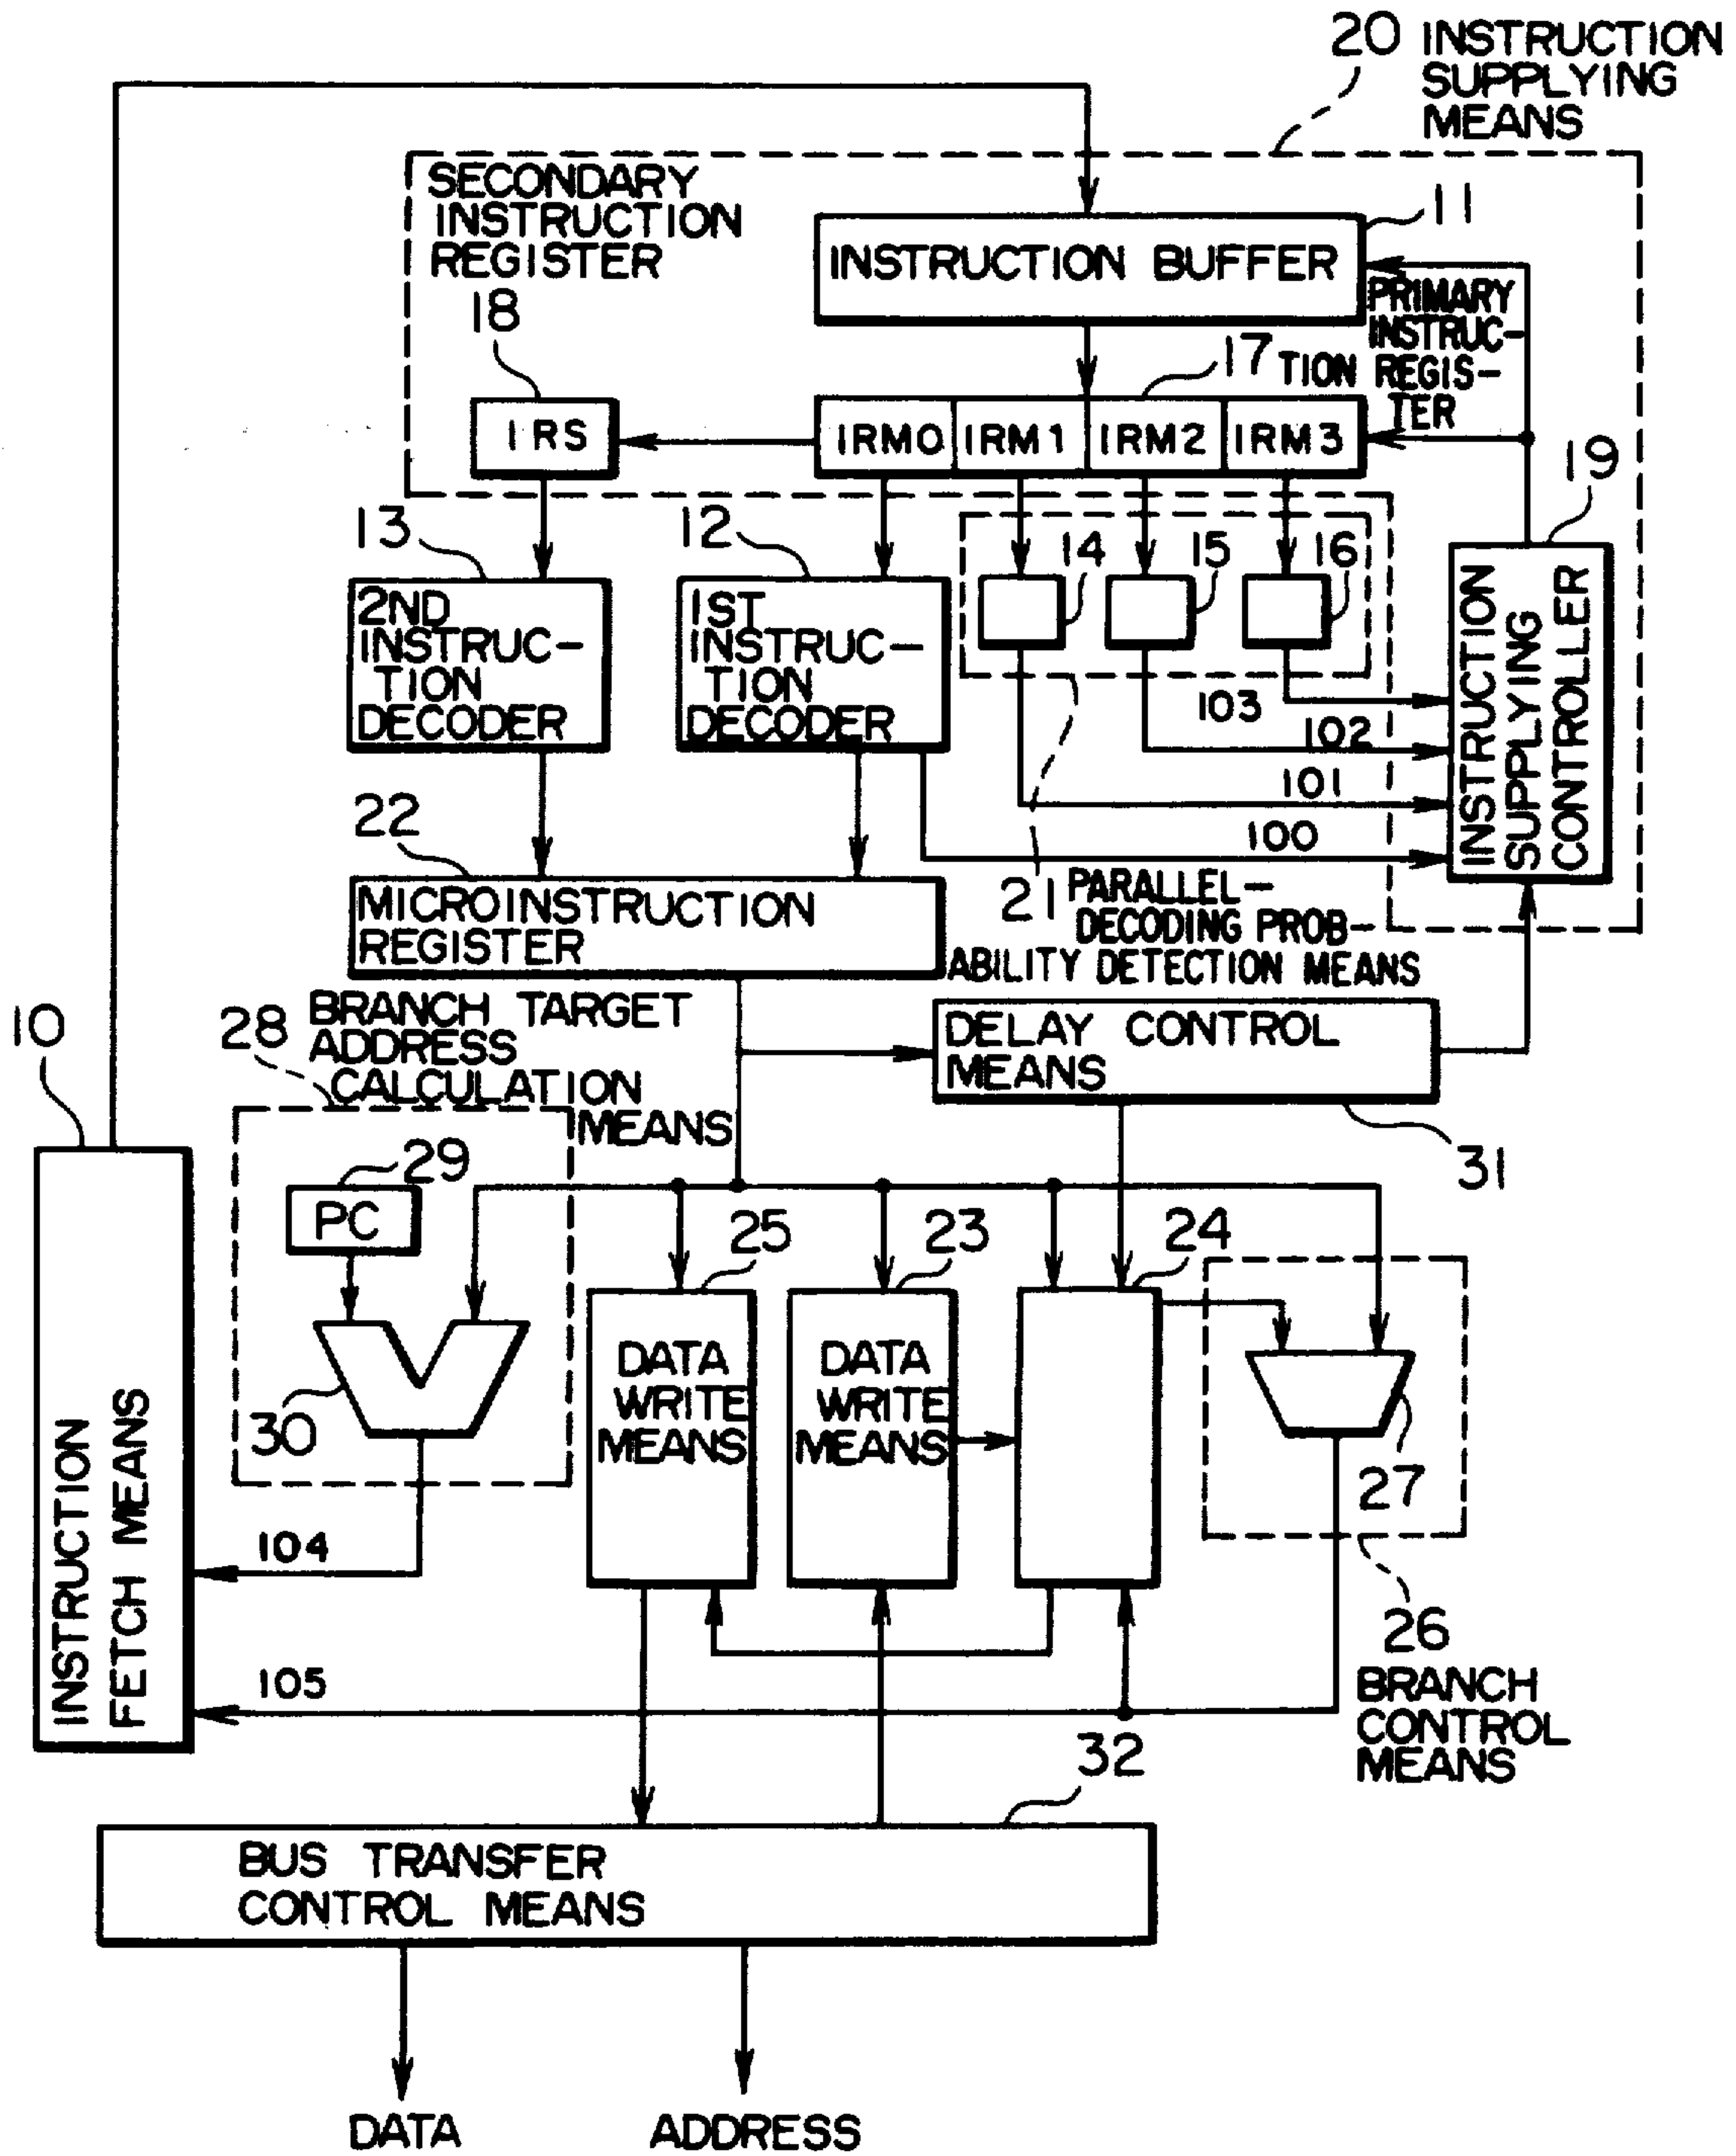 20 INSTRUCTION
SUPPLYING
MEANS
SECONDARY
INSTRUCTION
REGISTER
11
INSTRUCTION BUFFER
PRIMARY
INSTRUC-
TION REGIS-
TER
18
17
IRS
IRM0 IRM1 IRM2 IRM3
19
13
12
14
15
16
2ND
INSTRUC-
TION
DECODER
1ST
INSTRUC-
TION
DECODER
INSTRUCTION
SUPPLYING
CONTROLLER
103
102
101
100
22
21 PARALLEL-
DECODING PROB-
ABILITY DETECTION MEANS
MICROINSTRUCTION
REGISTER
10
28 BRANCH TARGET
ADDRESS
CALCULATION
MEANS
DELAY CONTROL
MEANS
31
29
PC
25
23
24
30
DATA
WRITE
MEANS
DATA
WRITE
MEANS
27
INSTRUCTION
FETCH MEANS
104
105
26
BRANCH
CONTROL
MEANS
32
BUS TRANSFER
CONTROL MEANS
DATA
ADDRESS